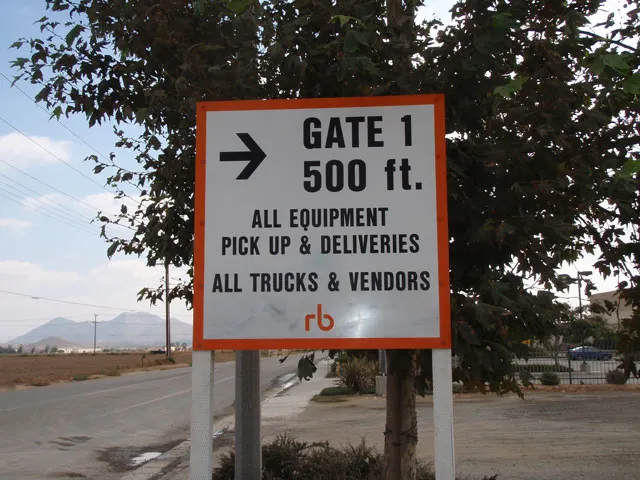 GATE 1
500 ft.
ALL EQUIPMENT
PICK UP & DELIVERIES
ALL TRUCKS & VENDORS
rb